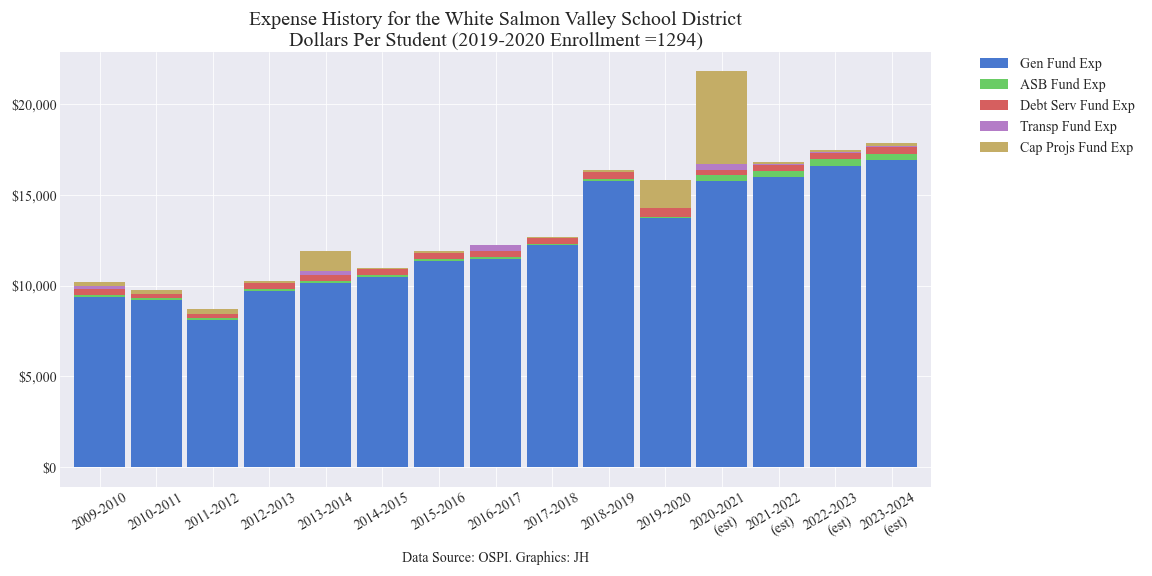 Expense History for the White Salmon Valley School District
Dollars Per Student (2019-2020 Enrollment =1294)
Gen Fund Exp
ASB Fund Exp
Debt Serv Fund Exp
Transp Fund Exp
Cap Projs Fund Exp
$20,000
$15,000
$10,000
$5,000
$0
2009-2010
2010-2011
2011-2012
2012-2013
2013-2014
2014-2015
2015-2016
2016-2017
2017-2018
2018-2019
2019-2020
2020-2021
(est)
2021-2022
(est)
2022-2023
(est)
2023-2024
(est)
Data Source: OSPI. Graphics: JH